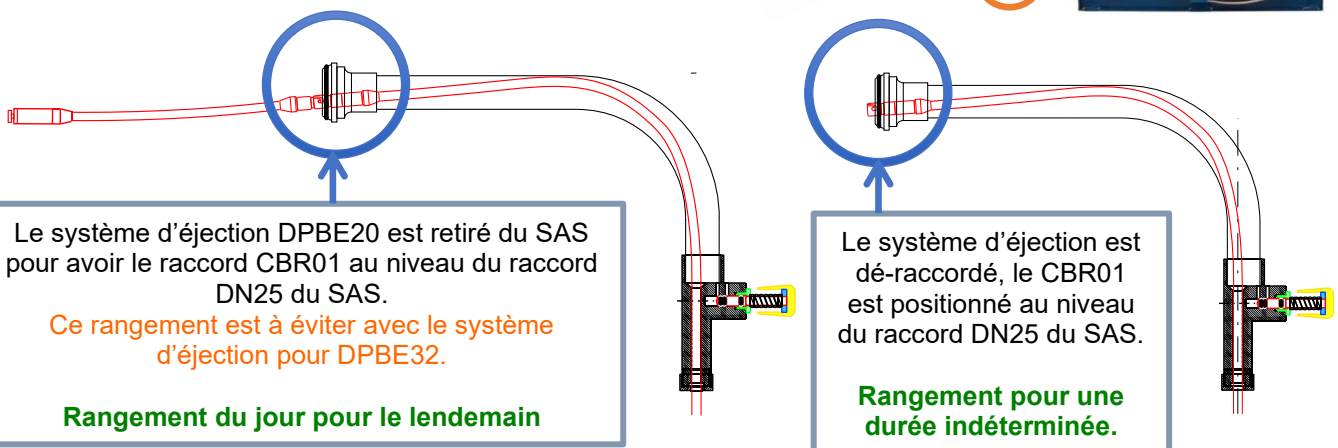 Le système d'éjection DPBE20 est retiré du SAS
pour avoir le raccord CBR01 au niveau du raccord
DN25 du SAS.
Ce rangement est à éviter avec le système
d'éjection pour DPBE32.
Rangement du jour pour le lendemain
Le système d'éjection est
dé-raccordé, le CBR01
est positionné au niveau
du raccord DN25 du SAS.
Rangement pour une
durée indéterminée.